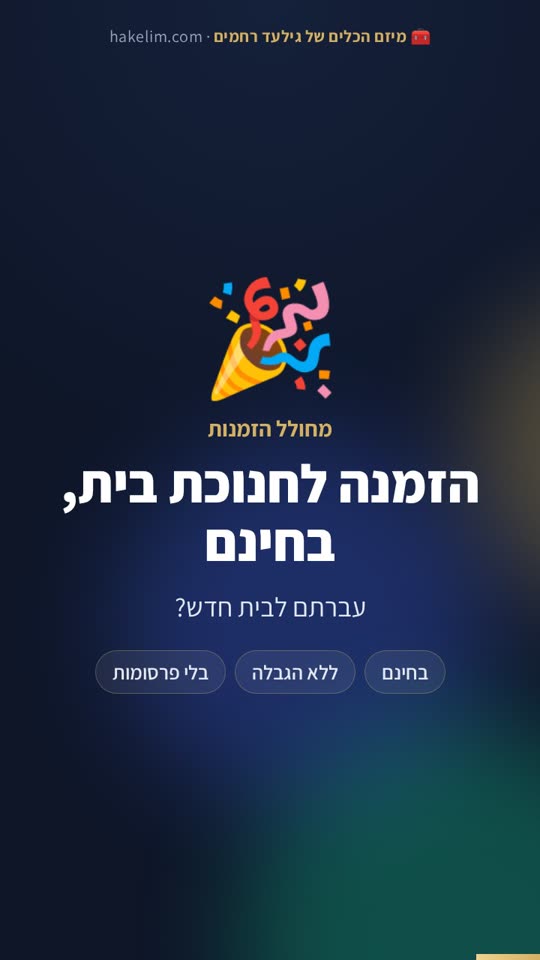 🧰 מיזם הכלים של גילעד רחמים · hakelim.com
מחולל הזמנות
הזמנה לחנוכת בית,
בחינם
עברתם לבית חדש?
בחינם
ללא הגבלה
בלי פרסומות